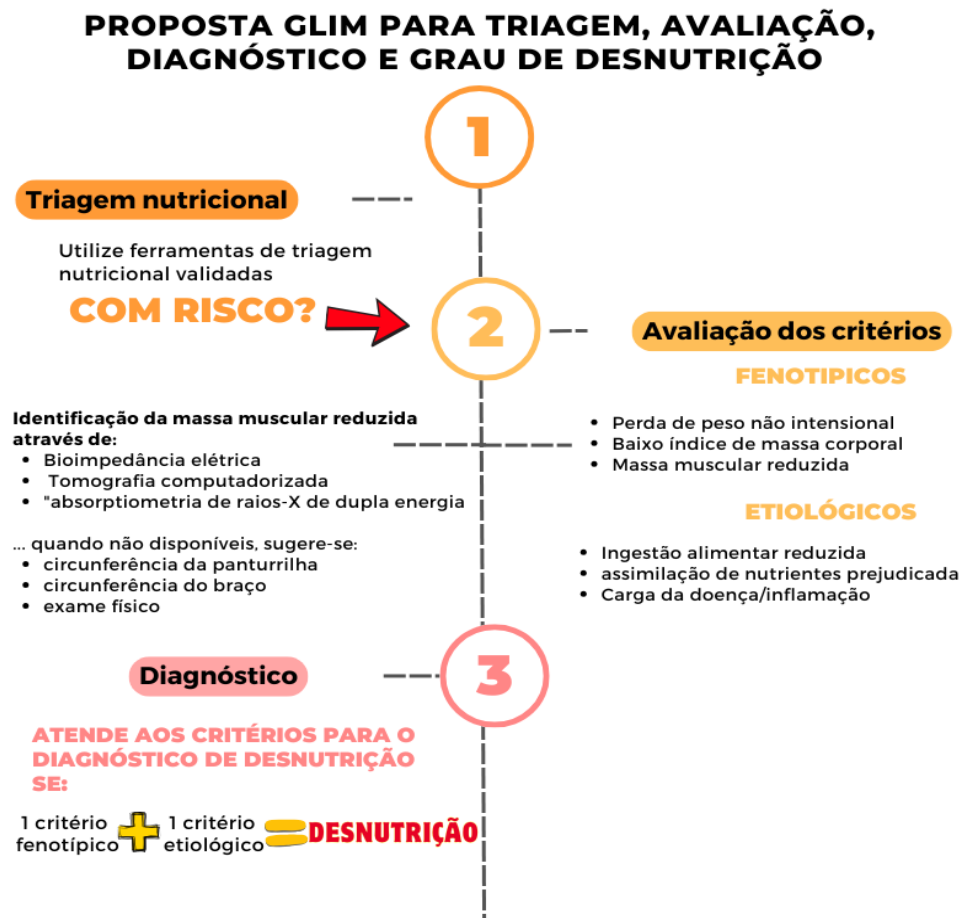 PROPOSTA GLIM PARA TRIAGEM, AVALIAÇÃO,
DIAGNÓSTICO E GRAU DE DESNUTRIÇÃO
1
Triagem nutricional
Utilize ferramentas de triagem
nutricional validadas
COM RISCO?
2
Avaliação dos critérios
FENOTIPICOS
• Perda de peso não intensional
• Baixo índice de massa corporal
• Massa muscular reduzida
Identificação da massa muscular reduzida
através de:
• Bioimpedância elétrica
• Tomografia computadorizada
• "absorptiometria de raios-X de dupla energia
... quando não disponíveis, sugere-se:
• circunferência da panturrilha
• circunferência do braço
• exame físico
ETIOLÓGICOS
• Ingestão alimentar reduzida
• assimilação de nutrientes prejudicada
• Carga da doença/inflamação
3
Diagnóstico
ATENDE AOS CRITÉRIOS PARA O
DIAGNÓSTICO DE DESNUTRIÇÃO
SE:
1 critério
fenotípico
+
1 critério
etiológico
=
DESNUTRIÇÃO